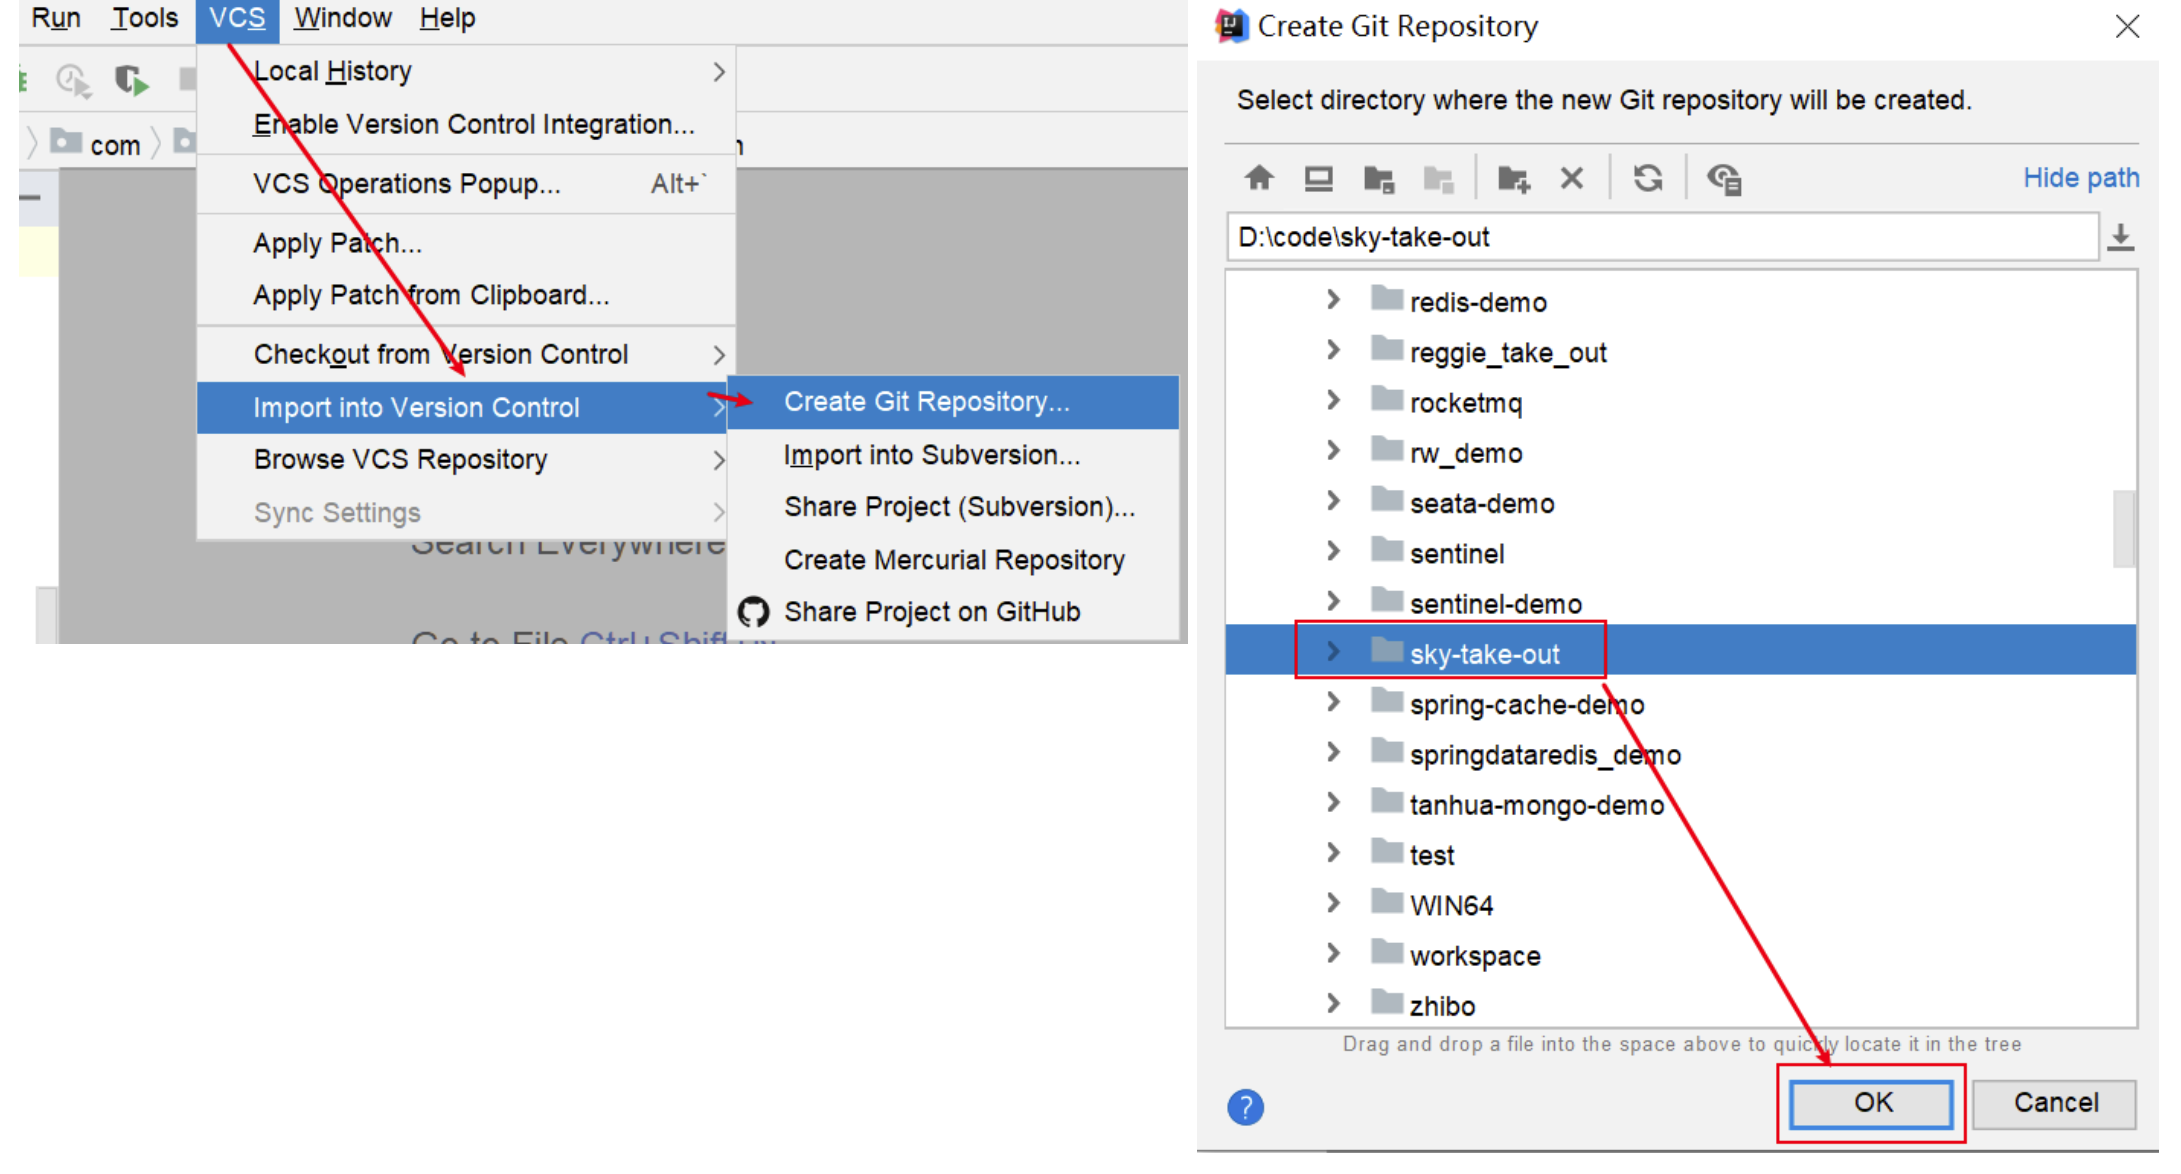 Run Tools VCS Window Help
Local History
Enable Version Control Integration...
com
VCS Operations Popup... Alt+`
Apply Patch...
Apply Patch from Clipboard...
Checkout from Version Control
Import into Version Control
Browse VCS Repository
Sync Settings
Create Git Repository...
Import into Subversion...
Share Project (Subversion)...
Create Mercurial Repository
Share Project on GitHub
Search Everywhere
Go to File
Create Git Repository
Select directory where the new Git repository will be created.
Hide path
D:\code\sky-take-out
redis-demo
reggie_take_out
rocketmq
rw_demo
seata-demo
sentinel
sentinel-demo
sky-take-out
spring-cache-demo
springdataredis_demo
tanhua-mongo-demo
test
WIN64
workspace
zhibo
Drag and drop a file into the space above to quickly locate it in the tree
? OK Cancel